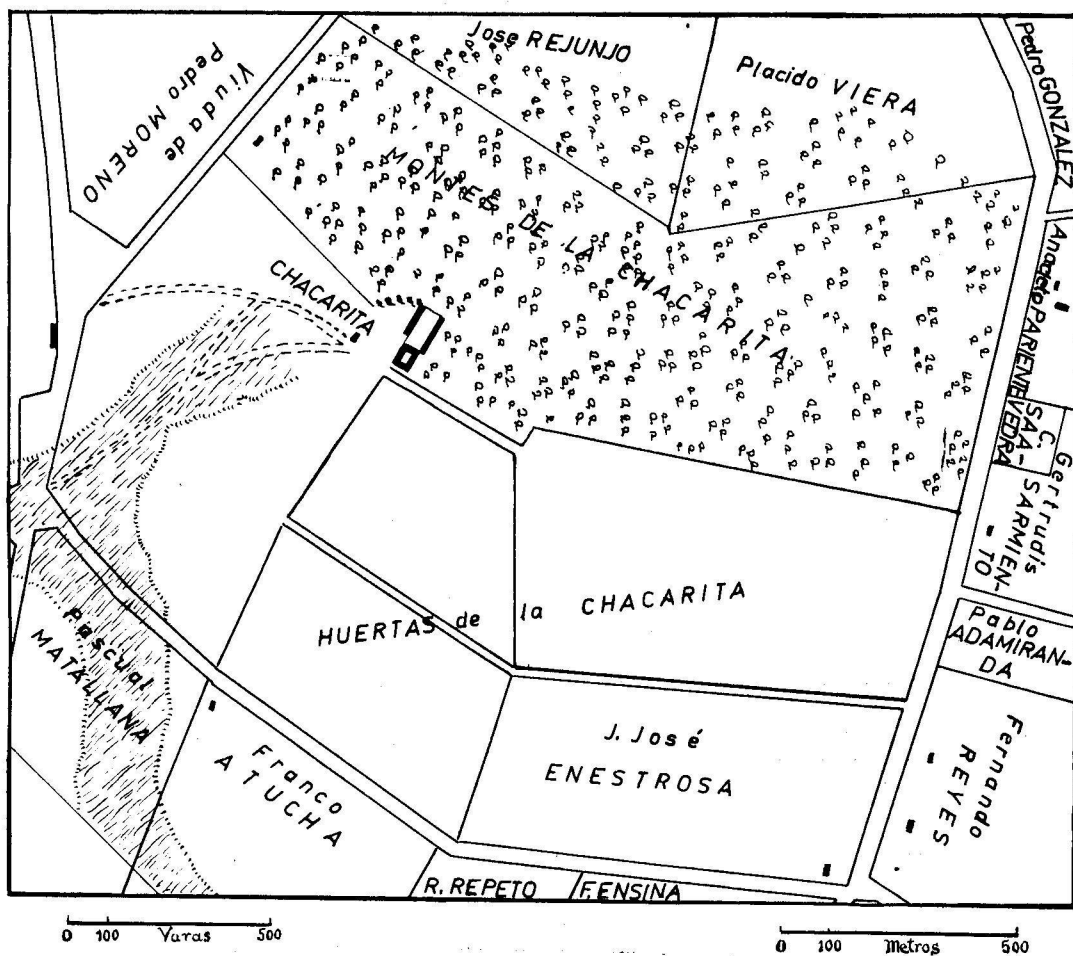 Jose REJUNJO
Placido VIERA
Pedro GONZALEZ
Viuda de
Pedro MORENO
MONTES DE LA CHACARITA
CHACARITA
Anacleto PARIENTE
C.
SAA-
VEDRA
Gertrudis
SARMIEN-
TO
HUERTAS de la CHACARITA
Pablo
ADAMIRAN-
DA
Pascual
MATALLANA
Franco
ATUCHA
J. José
ENESTROSA
Fernando
REYES
R. REPETO
F. ENSINA
0 100 Varas 500
0 100 Metros 500